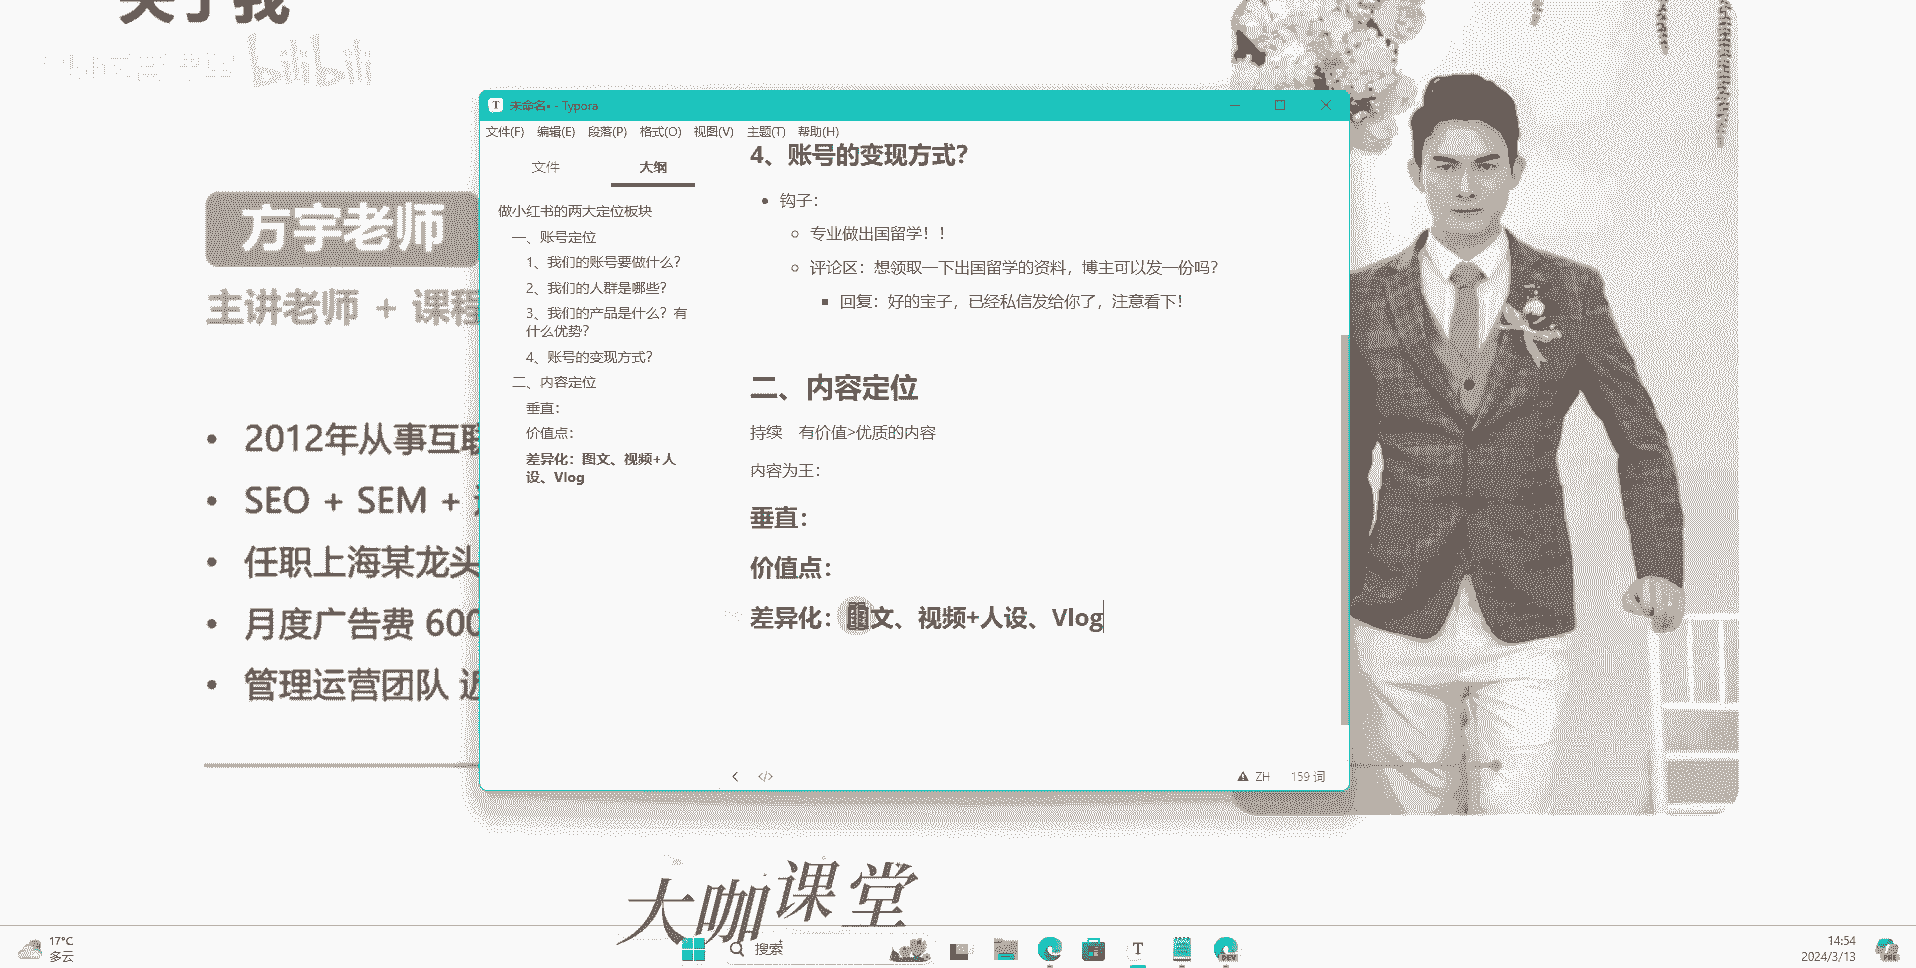 关于我
bilibili
方宇老师
主讲老师 + 课程
2012年从事互联
SEO + SEM +
任职上海某龙头
月度广告费 600
管理运营团队 近
未命名• - Typora
文件(F) 编辑(E) 段落(P) 格式(O) 视图(V) 主题(T) 帮助(H)
文件 大纲
做小红书的两大定位板块
一、账号定位
1、我们的账号要做什么？
2、我们的人群是哪些？
3、我们的产品是什么？有
什么优势？
4、账号的变现方式？
二、内容定位
垂直：
价值点：
差异化：图文、视频+人
设、Vlog
4、账号的变现方式？
钩子：
专业做出国留学！！
评论区：想领取一下出国留学的资料，博主可以发一份吗？
回复：好的宝子，已经私信发给你了，注意看下！
二、内容定位
持续 有价值>优质的内容
内容为王：
垂直：
价值点：
差异化：图文、视频+人设、Vlog
ZH 159 词
大咖课堂
17°C
多云
搜索
T
DEV
14:54
2024/3/13
PRE